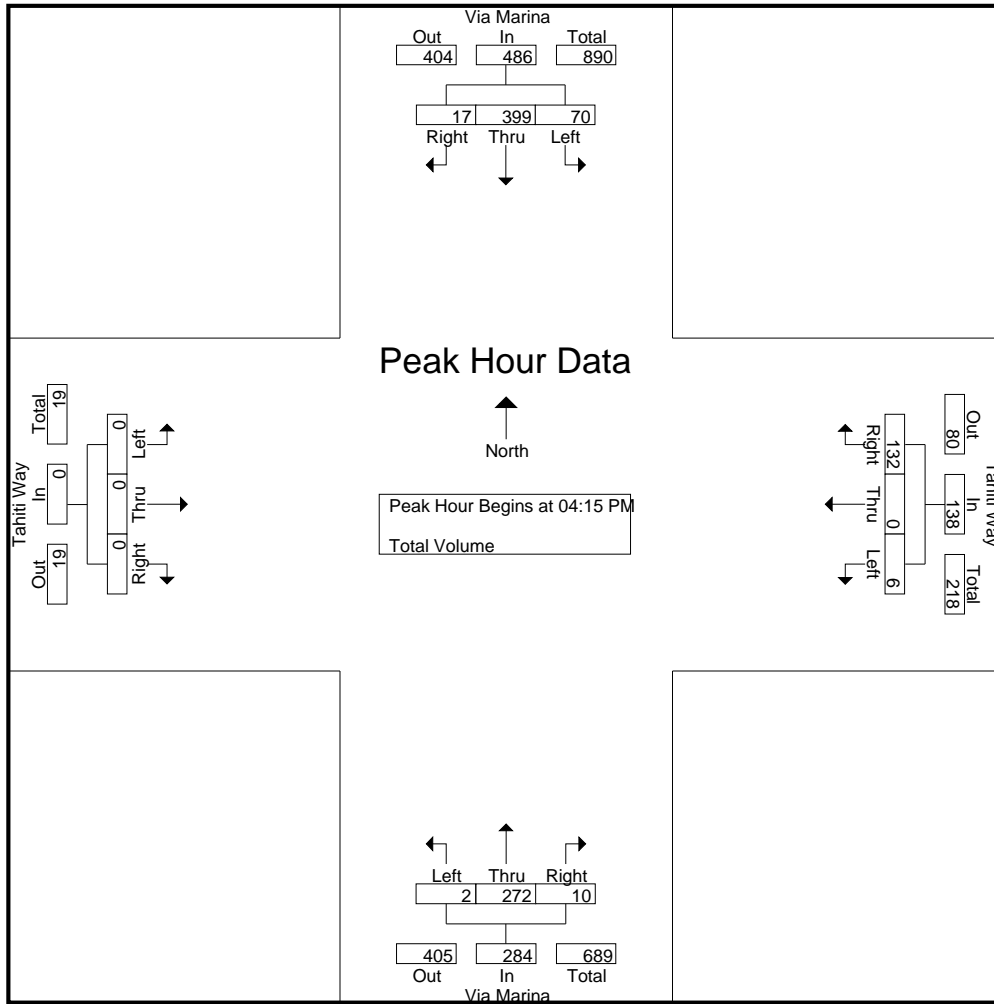 Via Marina
Out In Total
404 486 890
17 399 70
Right Thru Left
Peak Hour Data
North
Peak Hour Begins at 04:15 PM
Total Volume
Tahiti Way
Total In Out
19 0 19
0 0 0
Left Thru Right
Right Thru Left
132 0 6
Out In Total
80 138 218
Tahiti Way
Left Thru Right
2 272 10
405 284 689
Out In Total
Via Marina